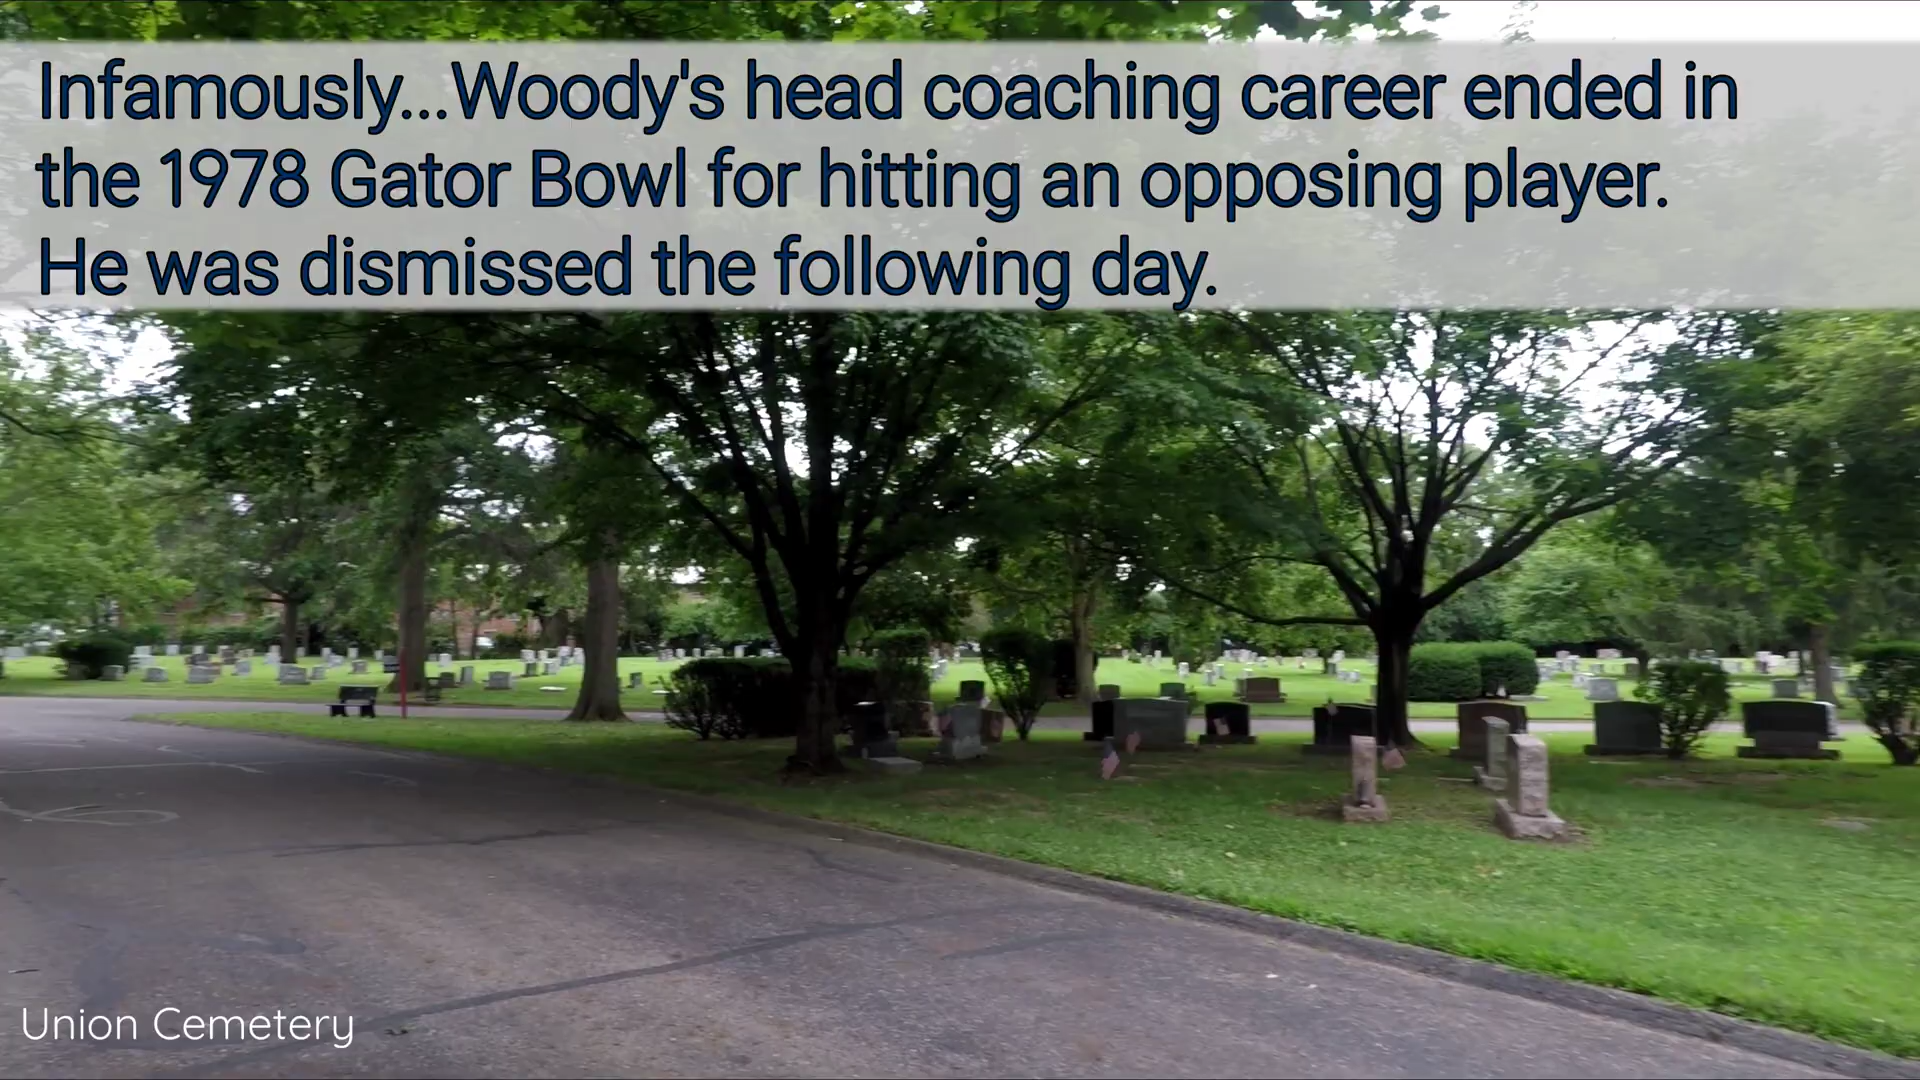 Infamously...Woody's head coaching career ended in
the 1978 Gator Bowl for hitting an opposing player.
He was dismissed the following day.
Union Cemetery